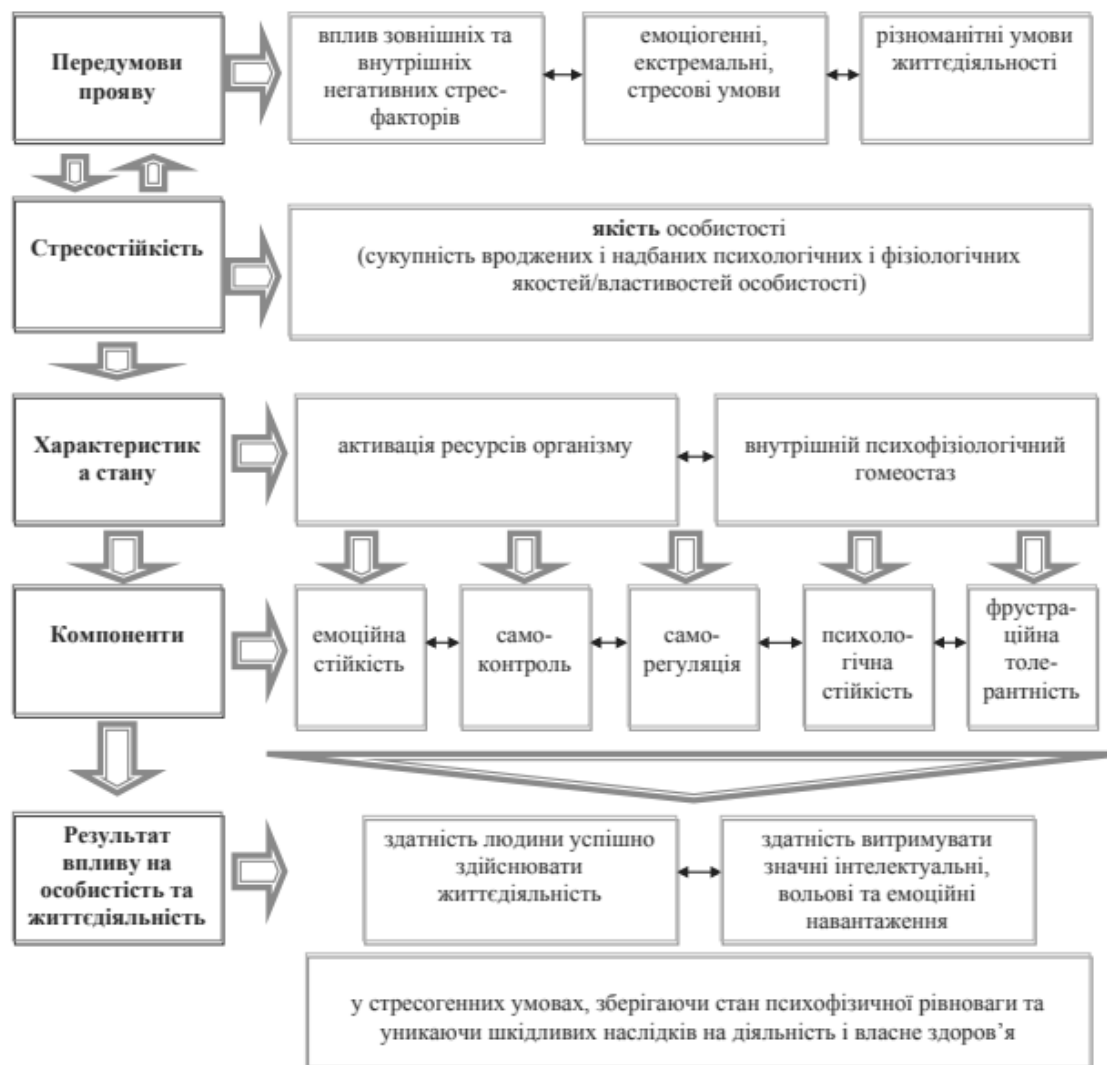 Передумови
прояву
вплив зовнішніх та
внутрішніх
негативних стрес-
факторів
емоціогенні,
екстремальні,
стресові умови
різноманітні умови
життєдіяльності
Стресостійкість
якість особистості
(сукупність вроджених і надбаних психологічних і фізіологічних
якостей/властивостей особистості)
Характеристик
а стану
активація ресурсів організму
внутрішній психофізіологічний
гомеостаз
Компоненти
емоційна
стійкість
само-
контроль
само-
регуляція
психоло-
гічна
стійкість
фрустра-
ційна
толе-
рантність
Результат
впливу на
особистість та
життєдіяльність
здатність людини успішно
здійснювати
життєдіяльність
здатність витримувати
значні інтелектуальні,
вольові та емоційні
навантаження
у стресогенних умовах, зберігаючи стан психофізичної рівноваги та
уникаючи шкідливих наслідків на діяльність і власне здоров’я